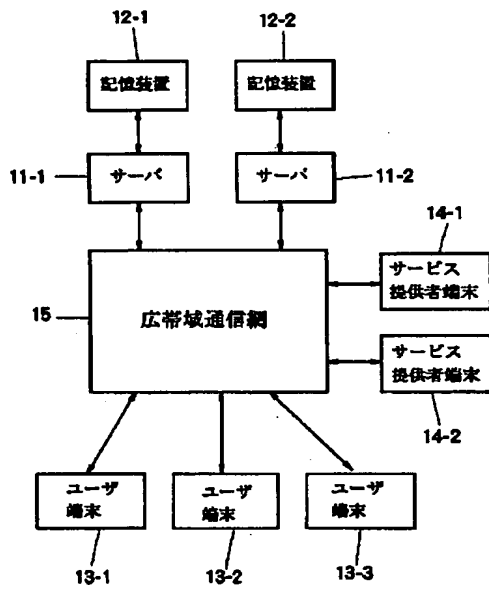 12-1
12-2
記憶装置
記憶装置
11-1
サーバ
サーバ
11-2
14-1
サービス
提供者端末
15
広帯域通信網
サービス
提供者端末
14-2
ユーザ
端末
ユーザ
端末
ユーザ
端末
13-1
13-2
13-3